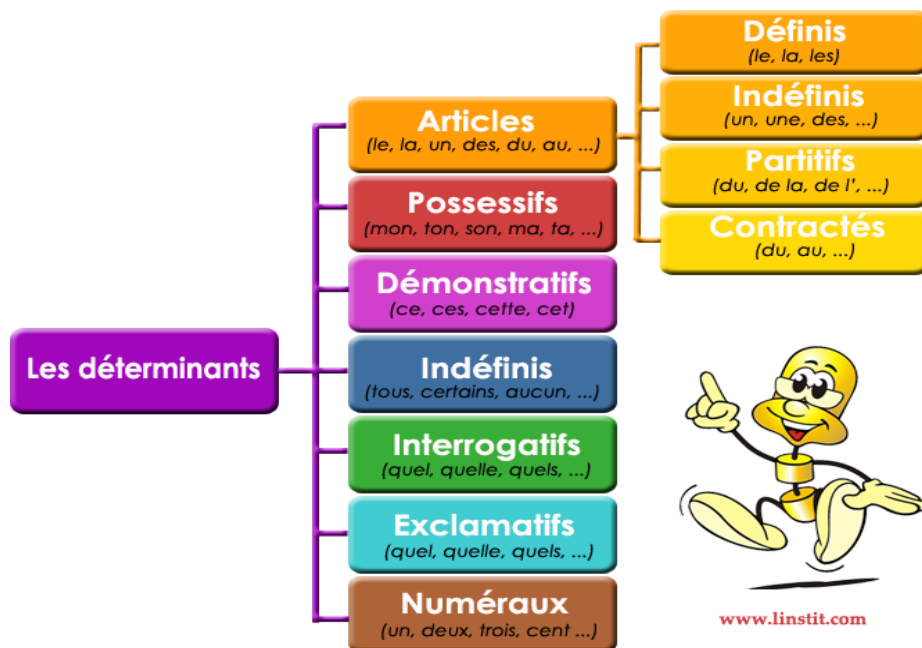 Les déterminants
Articles
(le, la, un, des, du, au, ...)
Définis
(le, la, les)
Indéfinis
(un, une, des, ...)
Partitifs
(du, de la, de l', ...)
Contractés
(du, au, ...)
Possessifs
(mon, ton, son, ma, ta, ...)
Démonstratifs
(ce, ces, cette, cet)
Indéfinis
(tous, certains, aucun, ...)
Interrogatifs
(quel, quelle, quels, ...)
Exclamatifs
(quel, quelle, quels, ...)
Numéraux
(un, deux, trois, cent ...)
www.linstit.com